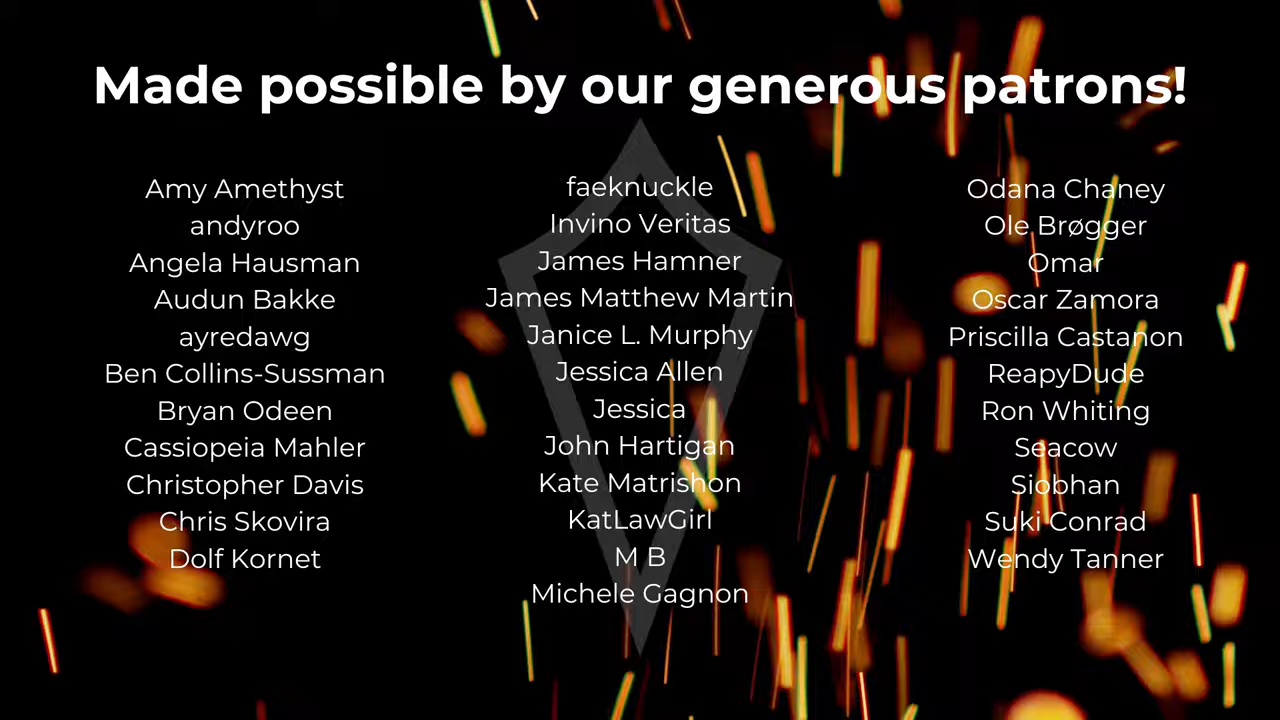 Made possible by our generous patrons!
Amy Amethyst
andyroo
Angela Hausman
Audun Bakke
ayredawg
Ben Collins-Sussman
Bryan Odeen
Cassiopeia Mahler
Christopher Davis
Chris Skovira
Dolf Kornet
faeknuckle
Invino Veritas
James Hamner
James Matthew Martin
Janice L. Murphy
Jessica Allen
Jessica
John Hartigan
Kate Matrishon
KatLawGirl
M B
Michele Gagnon
Odana Chaney
Ole Brøgger
Omar
Oscar Zamora
Priscilla Castanon
ReapyDude
Ron Whiting
Seacow
Siobhan
Suki Conrad
Wendy Tanner